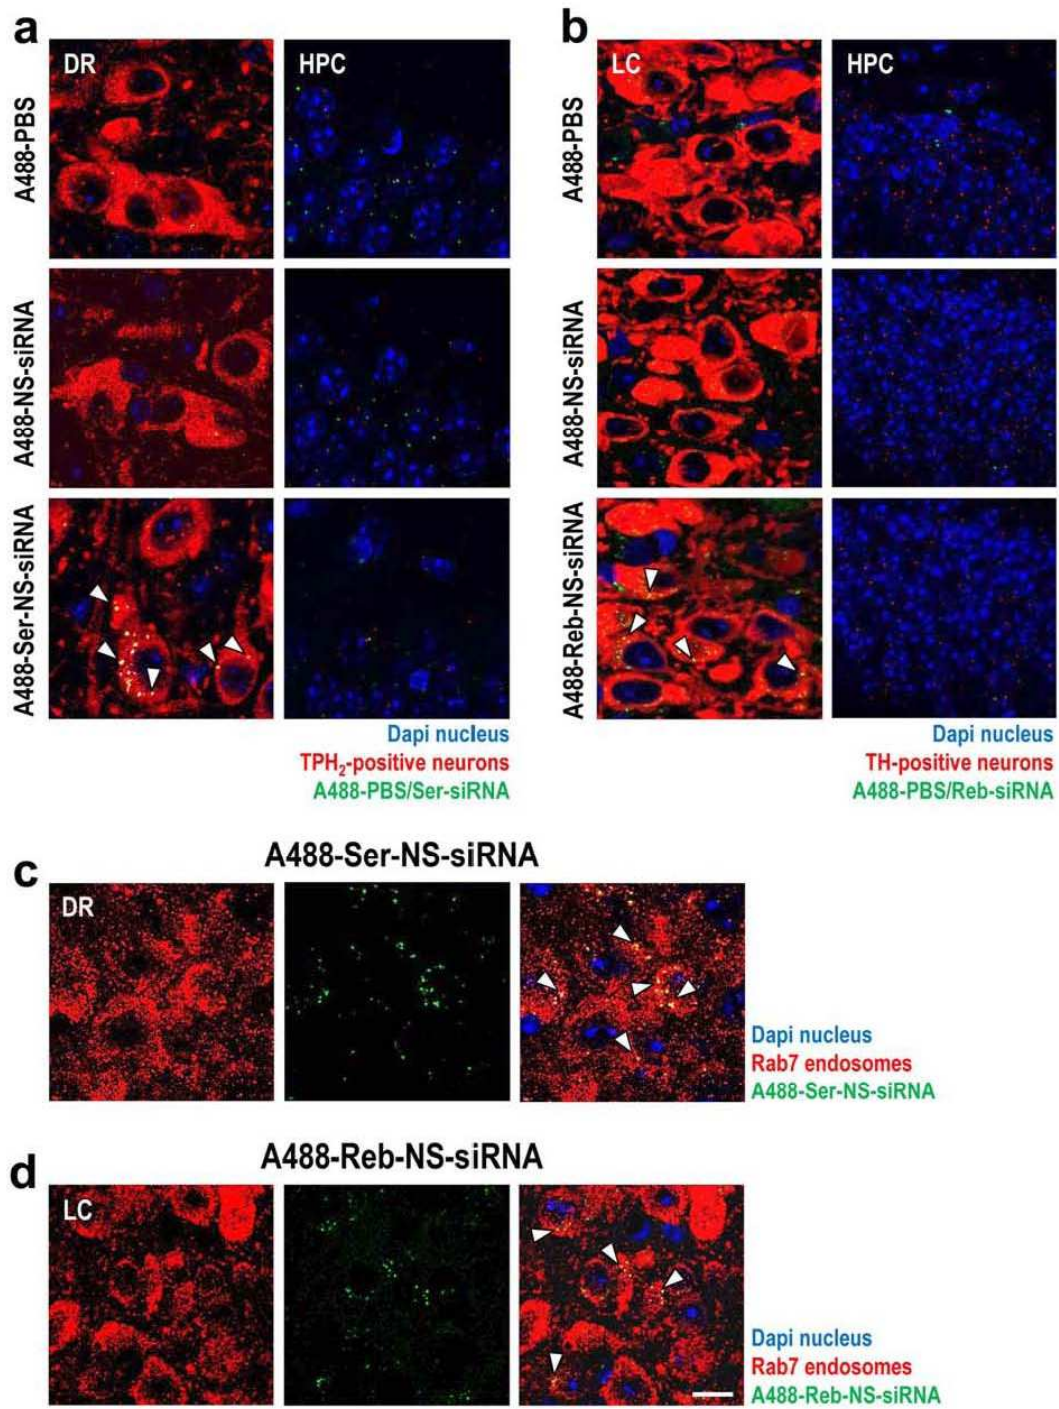 a
b
DR
HPC
LC
HPC
A488-PBS
A488-PBS
A488-NS-siRNA
A488-NS-siRNA
A488-Ser-NS-siRNA
A488-Reb-NS-siRNA
Dapi nucleus
TPH₂-positive neurons
A488-PBS/Ser-siRNA
Dapi nucleus
TH-positive neurons
A488-PBS/Reb-siRNA
A488-Ser-NS-siRNA
c
DR
Dapi nucleus
Rab7 endosomes
A488-Ser-NS-siRNA
A488-Reb-NS-siRNA
d
LC
Dapi nucleus
Rab7 endosomes
A488-Reb-NS-siRNA